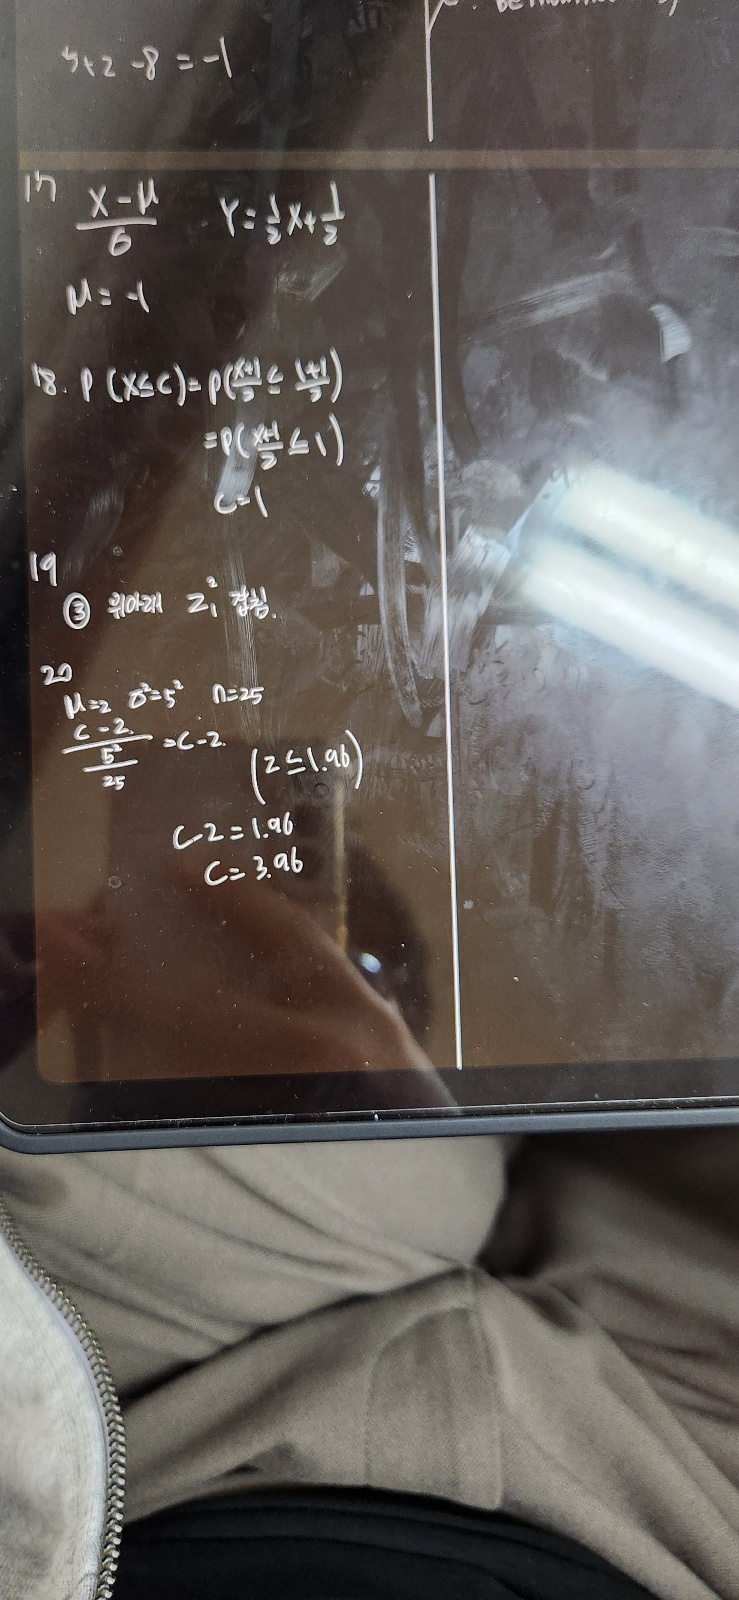 5+2-8=-1
17
X-μ
6
Y=½X+½
μ=-1
18. P(X≤C)=P(X+1/2≤1+1/2)
=P(X+1/2≤1)
C=1
19
③ 위아래 Z₁² 겹침.
20
μ=2 σ²=5² n=25
C-2
5²
25
=C-2
(Z≤1.96)
C-2=1.96
C=3.96